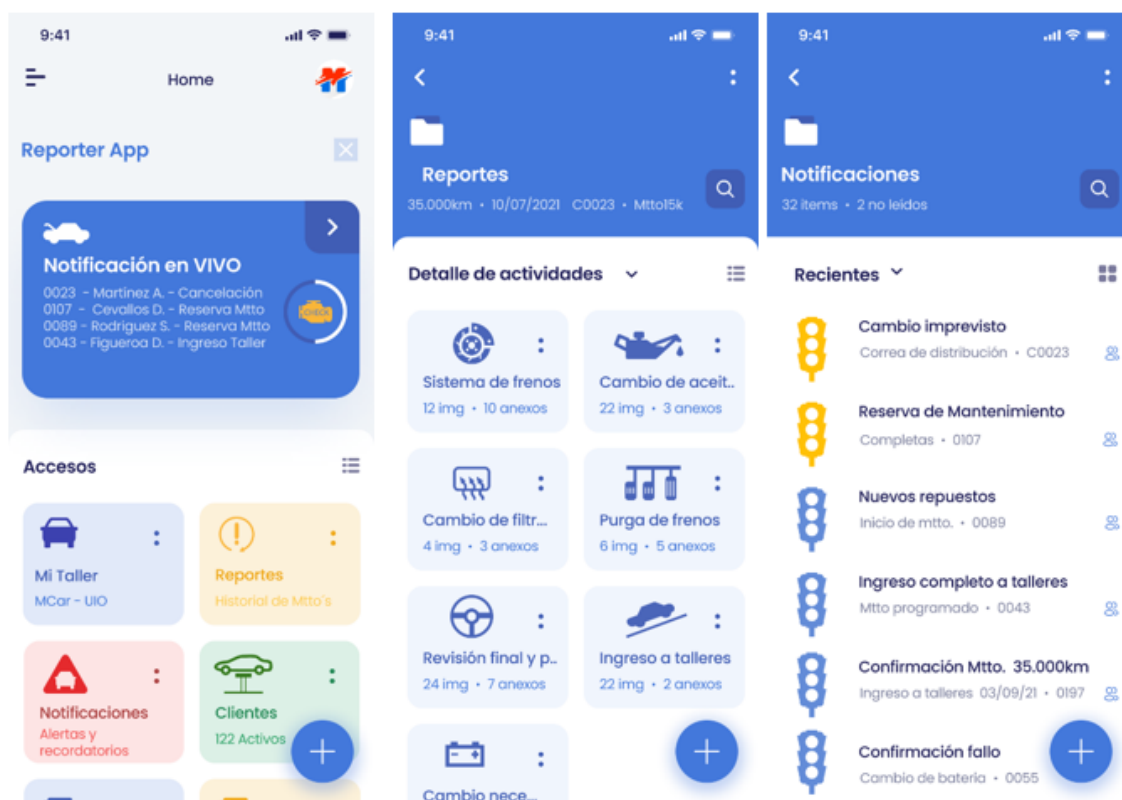 9:41
Home
Reporter App
Notificación en VIVO
0023 - Martínez A. - Cancelación
0107 - Cevallos D. - Reserva Mtto
0089 - Rodriguez S. - Reserva Mtto
0043 - Figueroa D. - Ingreso Taller
CHECK
Accesos
Mi Taller
MCar - UIO
Reportes
Historial de Mtto's
Notificaciones
Alertas y
recordatorios
Clientes
122 Activos
9:41
Reportes
35.000km • 10/07/2021 C0023 • Mtto15k
Detalle de actividades
Sistema de frenos
12 img • 10 anexos
Cambio de aceit..
22 img • 3 anexos
Cambio de filtr...
4 img • 3 anexos
Purga de frenos
6 img • 5 anexos
Revisión final y p..
24 img • 7 anexos
Ingreso a talleres
22 img • 2 anexos
Cambio nece...
9:41
Notificaciones
32 items • 2 no leidos
Recientes
Cambio imprevisto
Correa de distribución • C0023
Reserva de Mantenimiento
Completas • 0107
Nuevos repuestos
Inicio de mtto. • 0089
Ingreso completo a talleres
Mtto programado • 0043
Confirmación Mtto. 35.000km
Ingreso a talleres 03/09/21 • 0197
Confirmación fallo
Cambio de batería • 0055